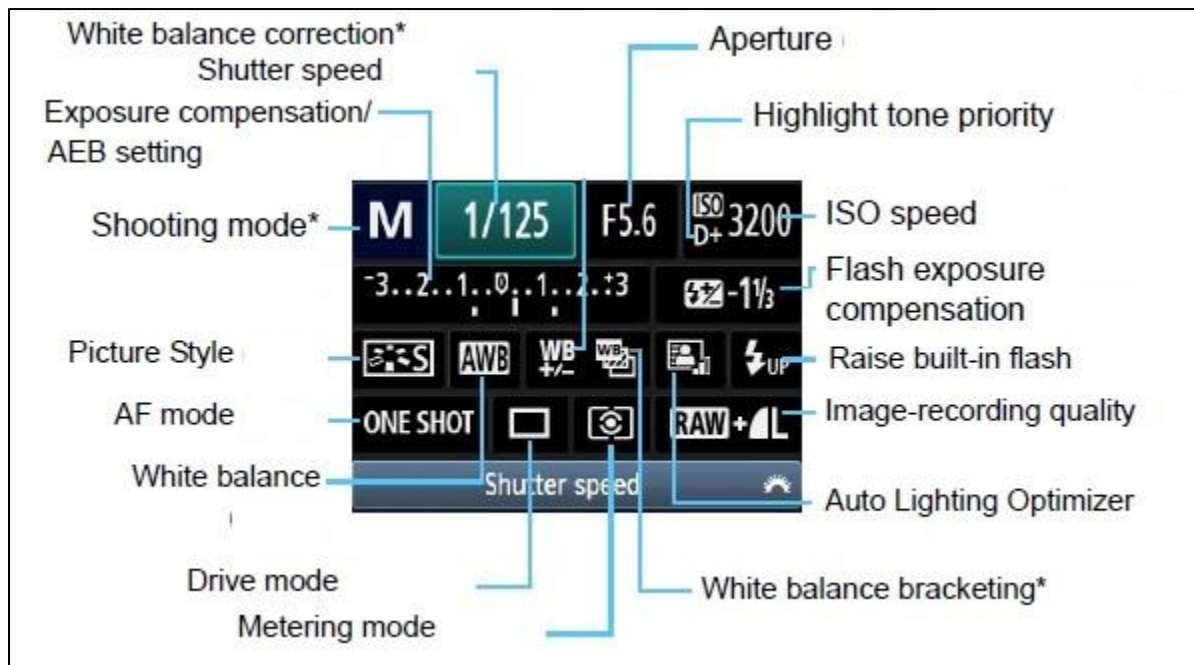 White balance correction*
Shutter speed
Aperture
Exposure compensation/
AEB setting
Highlight tone priority
Shooting mode*
M
1/125
F5.6
ISO
D+
3200
ISO speed
-3..2..1..0..1..2.+3
-1⅓
Flash exposure
compensation
Picture Style
S
AWB
WB
+/-
WB
UP
Raise built-in flash
AF mode
ONE SHOT
RAW+L
Image-recording quality
White balance
Shutter speed
Auto Lighting Optimizer
Drive mode
White balance bracketing*
Metering mode